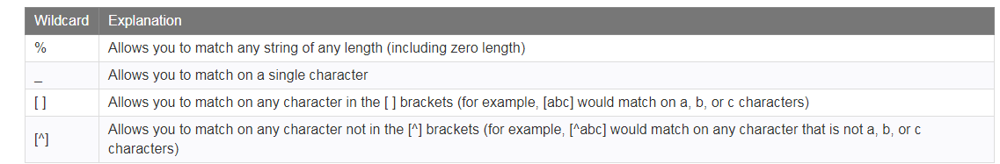 Wildcard Explanation
% Allows you to match any string of any length (including zero length)
_ Allows you to match on a single character
[ ] Allows you to match on any character in the [ ] brackets (for example, [abc] would match on a, b, or c characters)
[^] Allows you to match on any character not in the [^] brackets (for example, [^abc] would match on any character that is not a, b, or c
characters)